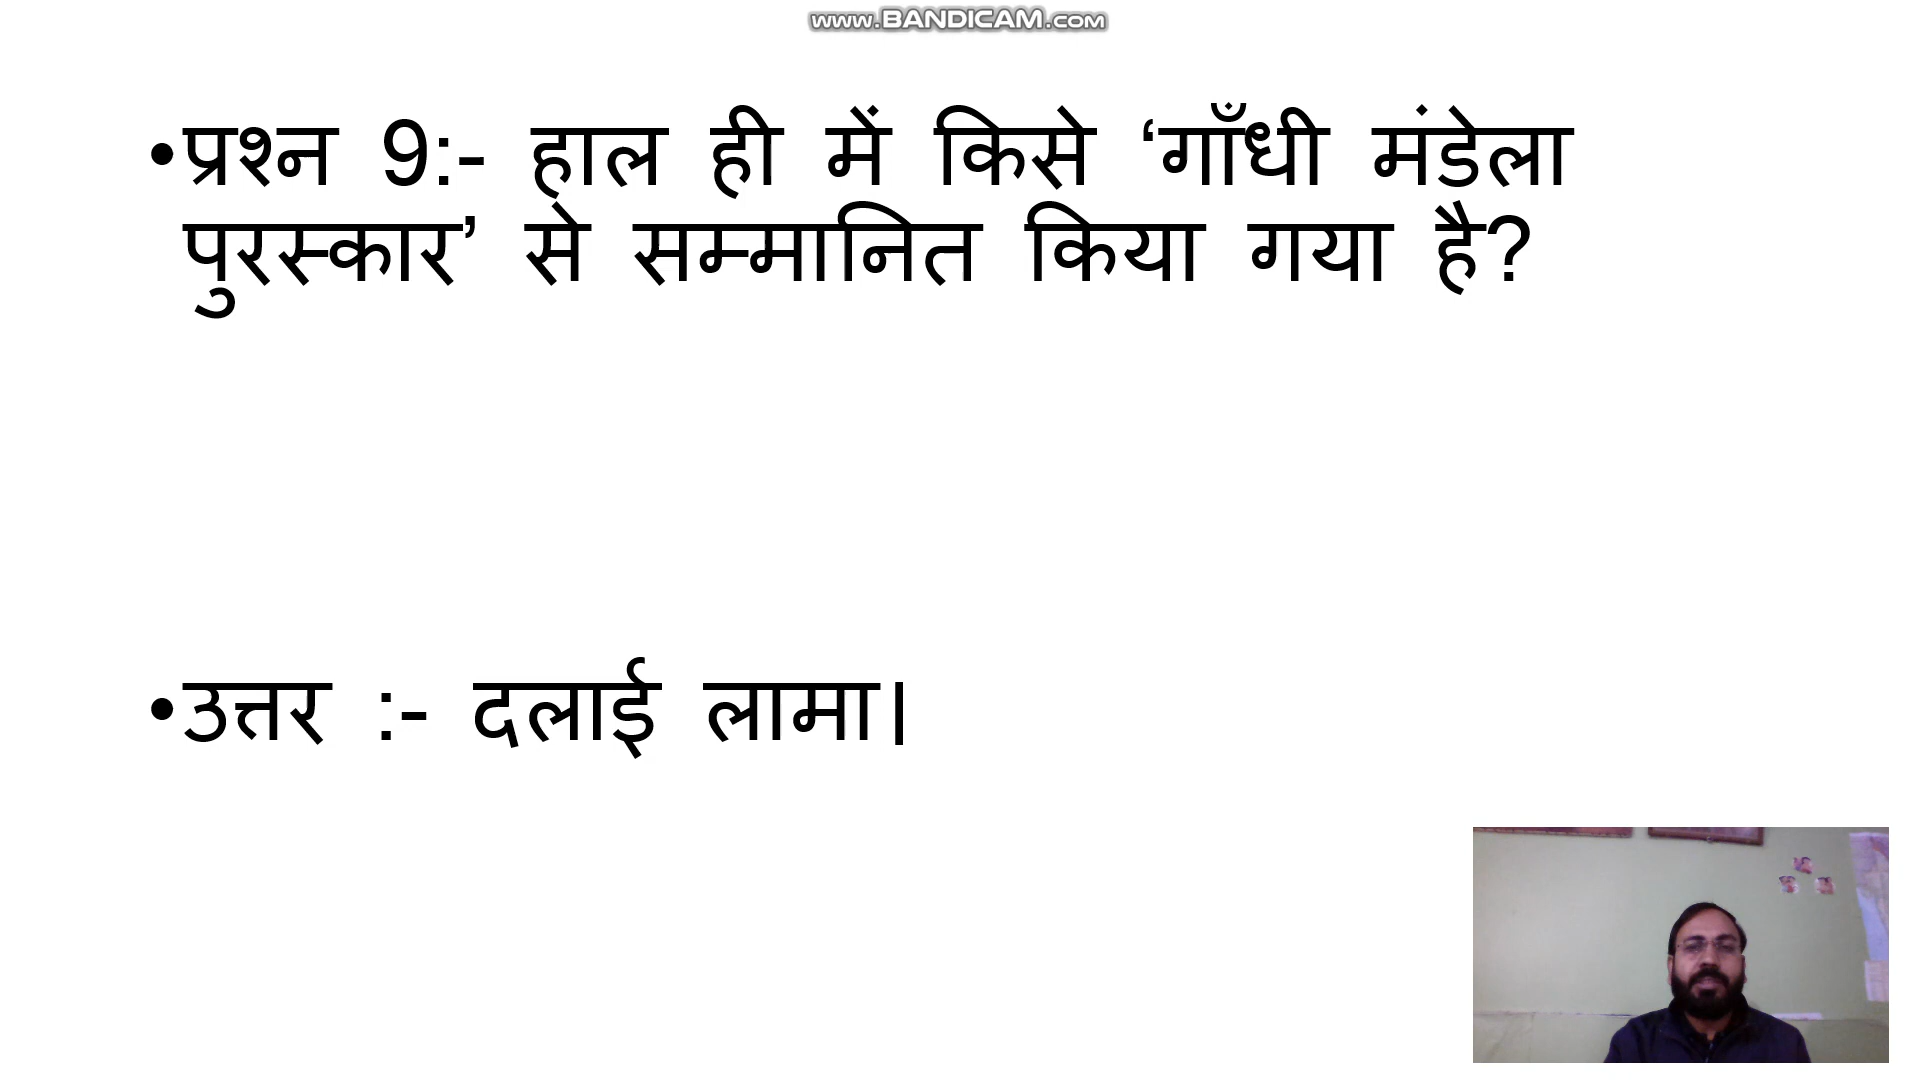 www.BANDICAM.com
•प्रश्न 9:- हाल ही में किसे ‘गाँधी मंडेला
पुरस्कार’ से सम्मानित किया गया है?
•उत्तर :- दलाई लामा।